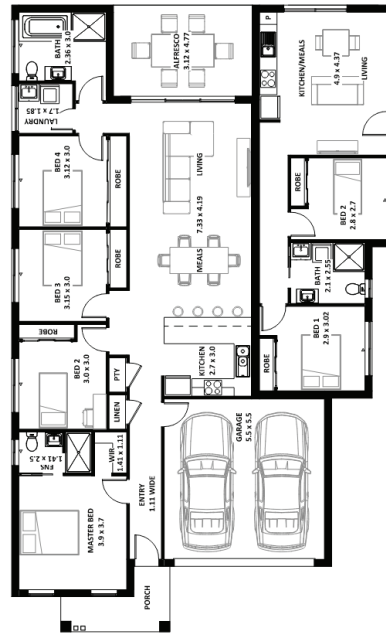 BATH
2.36 x 3.0
ALFRESCO
3.12 x 4.77
P
KITCHEN/MEALS
4.9 x 4.37
LIVING
LAUNDRY
1.7 x 1.85
BED 4
3.12 x 3.0
ROBE
LIVING
7.33 x 4.19
MEALS
ROBE
BED 2
2.8 x 2.7
BED 3
3.15 x 3.0
ROBE
BATH
2.1 x 2.55
ROBE
BED 2
3.0 x 3.0
PTY
LINEN
KITCHEN
2.7 x 3.0
ROBE
BED 1
2.9 x 3.02
ENS
1.41 x 2.5
WIR
1.41 x 1.11
GARAGE
5.5 x 5.5
MASTER BED
3.9 x 3.7
ENTRY
1.11 WIDE
PORCH